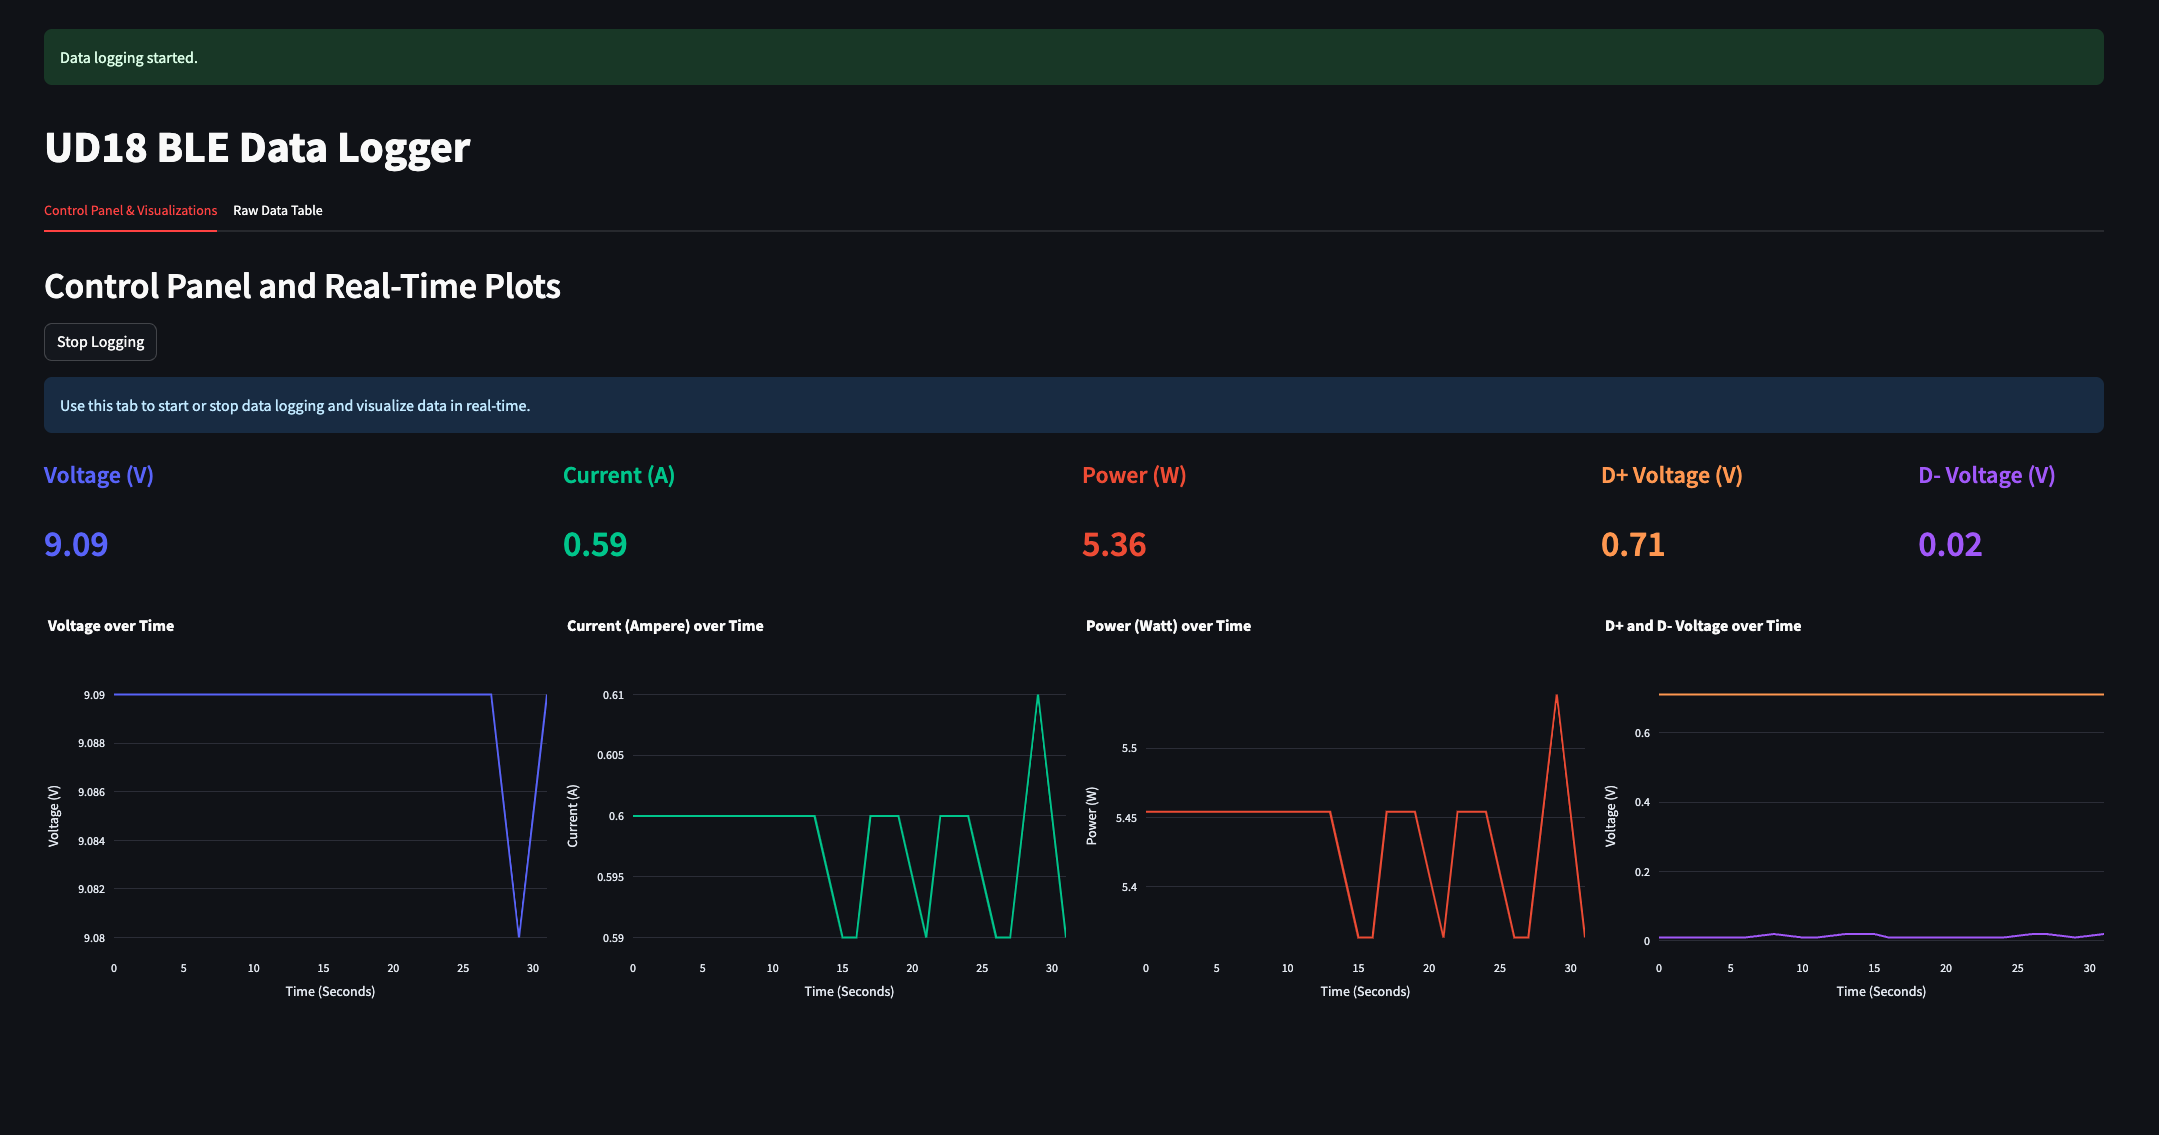 Data logging started.
UD18 BLE Data Logger
Control Panel & Visualizations
Raw Data Table
Control Panel and Real-Time Plots
Stop Logging
Use this tab to start or stop data logging and visualize data in real-time.
Voltage (V)
9.09
Current (A)
0.59
Power (W)
5.36
D+ Voltage (V)
0.71
D- Voltage (V)
0.02
Voltage over Time
Voltage (V)
9.09
9.088
9.086
9.084
9.082
9.08
0 5 10 15 20 25 30
Time (Seconds)
Current (Ampere) over Time
Current (A)
0.61
0.605
0.6
0.595
0.59
0 5 10 15 20 25 30
Time (Seconds)
Power (Watt) over Time
Power (W)
5.5
5.45
5.4
0 5 10 15 20 25 30
Time (Seconds)
D+ and D- Voltage over Time
Voltage (V)
0.6
0.4
0.2
0
0 5 10 15 20 25 30
Time (Seconds)